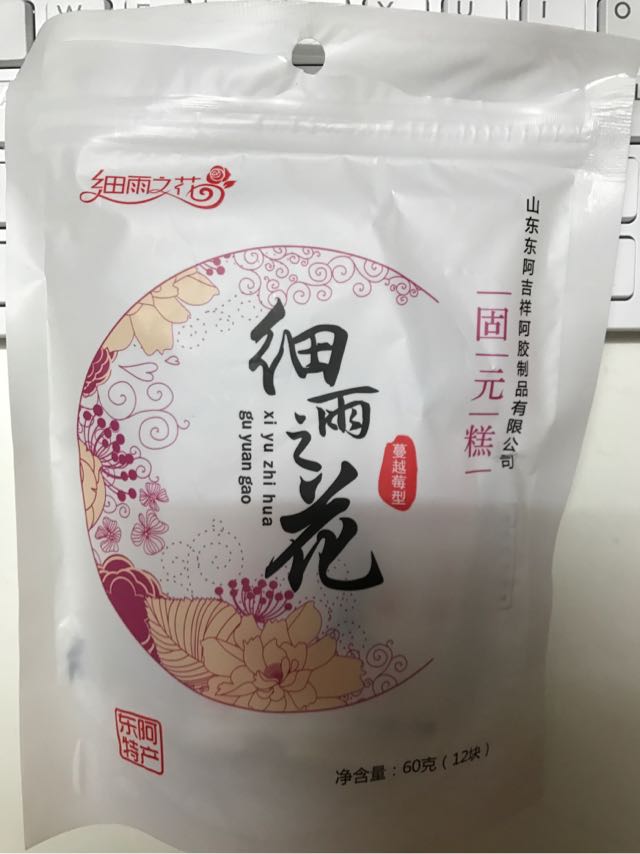 细雨之花
山东东阿吉祥阿胶制品有限公司
固元糕
细雨之花
xi yu zhi hua
gu yuan gao
蔓越莓型
东阿
特产
净含量：60克（12块）
Y
U
I
O